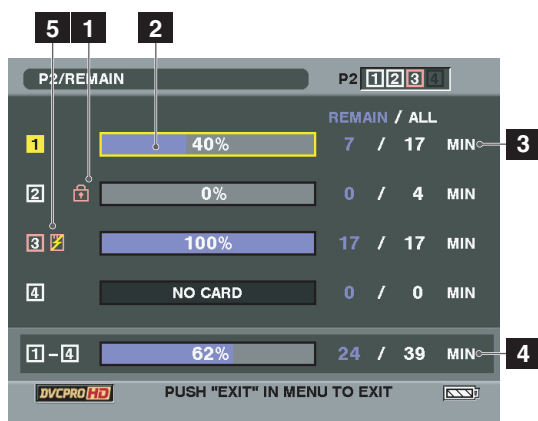 5 1 2
P2/REMAIN P2 1 2 3 4
REMAIN / ALL
1 40% 7 / 17 MIN 3
2 0% 0 / 4 MIN
3 100% 17 / 17 MIN
4 NO CARD 0 / 0 MIN
1-4 62% 24 / 39 MIN 4
DVCPRO HD PUSH "EXIT" IN MENU TO EXIT